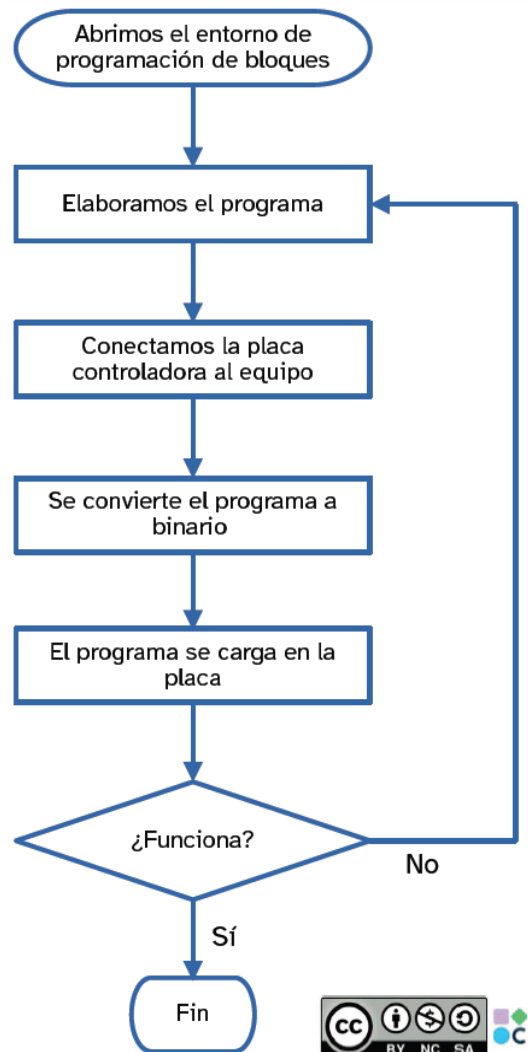 Abrimos el entorno de
programación de bloques
Elaboramos el programa
Conectamos la placa
controladora al equipo
Se convierte el programa a
binario
El programa se carga en la
placa
¿Funciona?
No
Sí
Fin
cc
BY NC SA
C